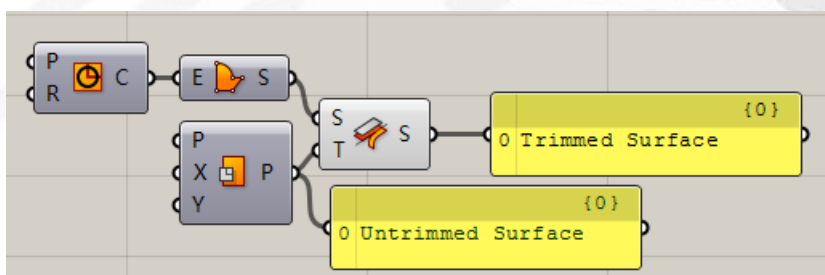 P
R
C
E
S
S
T
S
{0}
0 Trimmed Surface
P
X
Y
P
{0}
0 Untrimmed Surface